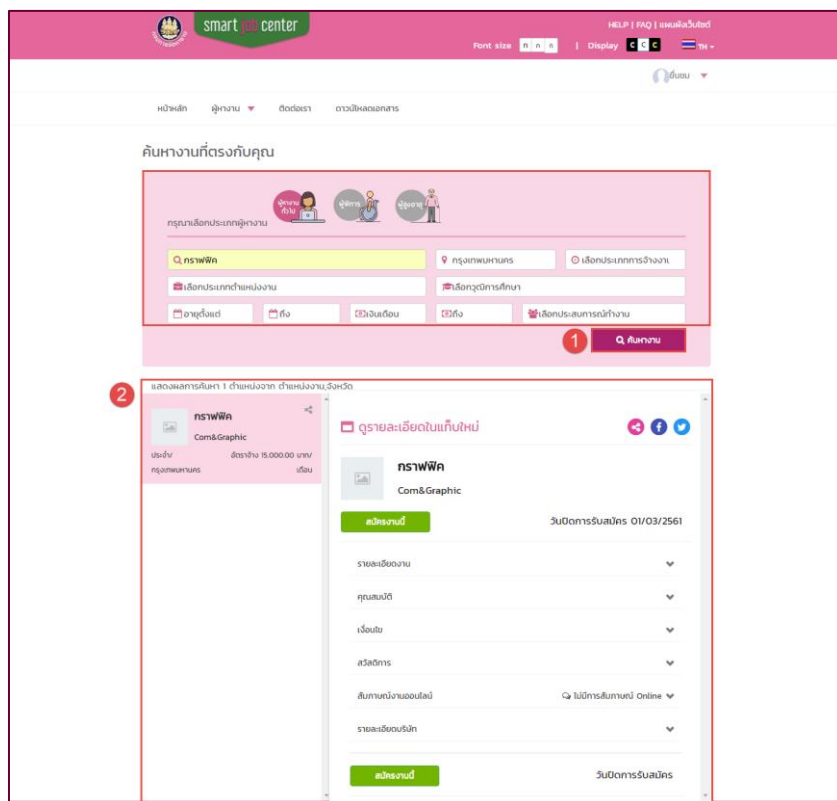 smart job center
HELP | FAQ | แผนผังเว็บไซต์
Font size ก ก ก | Display C C C TH
ยี่ชม
หน้าหลัก ผู้หางาน ติดต่อเรา ดาวน์โหลดเอกสาร
ค้นหางานที่ตรงกับคุณ
กรุณาเลือกประเภทผู้หางาน ผู้หางานทั่วไป ผู้พิการ ผู้สูงอายุ
กราฟฟิค กรุงเทพมหานคร เลือกประเภทการจ้างงาน
เลือกประเภทตำแหน่งงาน เลือกวุฒิการศึกษา
อายุตั้งแต่ ถึง เงินเดือน ถึง เลือกประสบการณ์ทำงาน
1 ค้นหางาน
2 แสดงผลการค้นหา 1 ตำแหน่งจาก ตำแหน่งงาน,จังหวัด
กราฟฟิค
Com&Graphic
ประจำ/ อัตราจ้าง 15,000.00 บาท/
กรุงเทพมหานคร เดือน
ดูรายละเอียดในแท็บใหม่
กราฟฟิค
Com&Graphic
สมัครงานนี้ วันปิดการรับสมัคร 01/03/2561
รายละเอียดงาน
คุณสมบัติ
เงื่อนไข
สวัสดิการ
สัมภาษณ์งานออนไลน์ ไม่มีการสัมภาษณ์ Online
รายละเอียดบริษัท
สมัครงานนี้ วันปิดการรับสมัคร